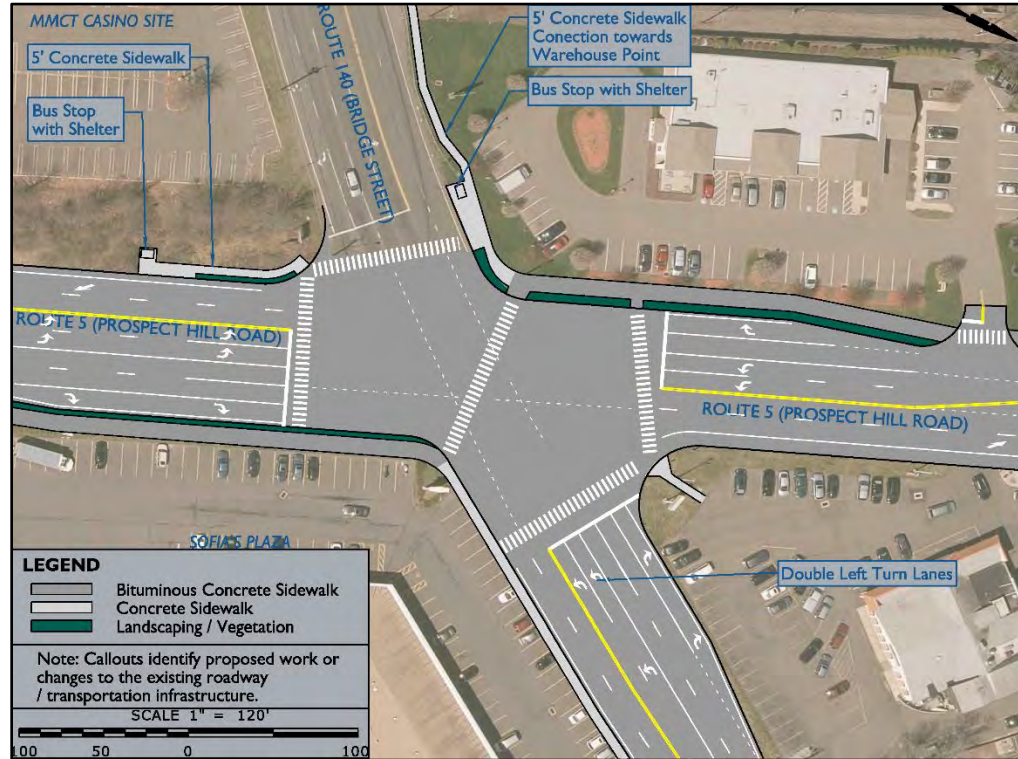 MMCT CASINO SITE
5' Concrete Sidewalk
Bus Stop
with Shelter
ROUTE 140 (BRIDGE STREET)
5' Concrete Sidewalk
Conection towards
Warehouse Point
Bus Stop with Shelter
ROUTE 5 (PROSPECT HILL ROAD)
ROUTE 5 (PROSPECT HILL ROAD)
SOFIA'S PLAZA
Double Left Turn Lanes
LEGEND
Bituminous Concrete Sidewalk
Concrete Sidewalk
Landscaping / Vegetation
Note: Callouts identify proposed work or
changes to the existing roadway
/ transportation infrastructure.
SCALE 1" = 120'
100 50 0 100